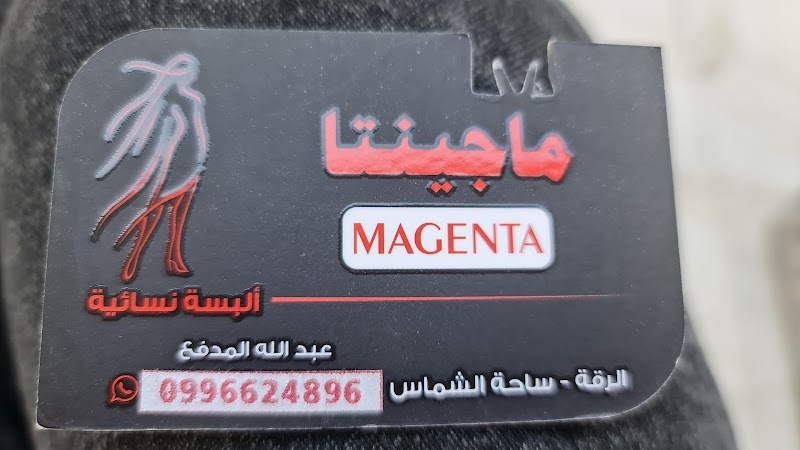 ماجينتا
MAGENTA
ألبسة نسائية
عبد الله المدفع
الرقة - ساحة الشماس 0996624896